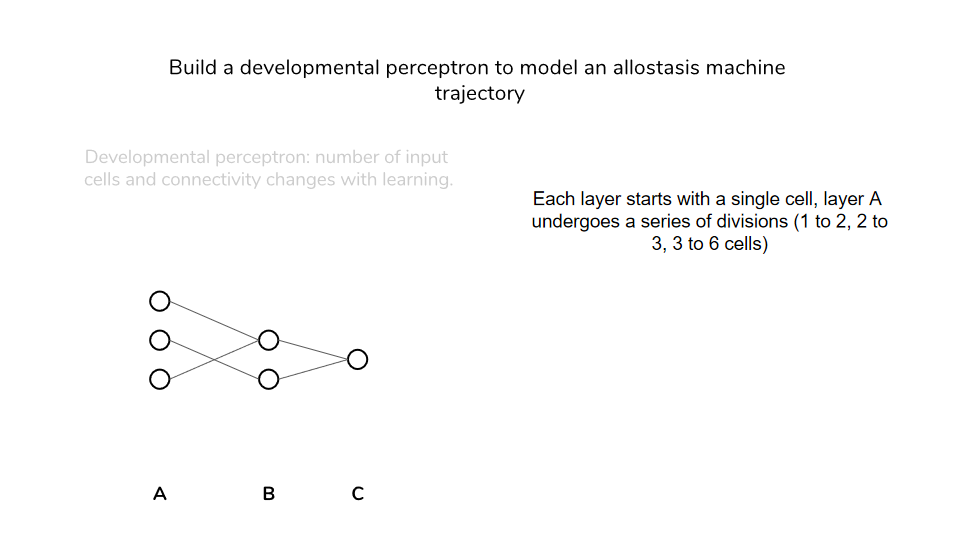 Build a developmental perceptron to model an allostasis machine
trajectory
Developmental perceptron: number of input
cells and connectivity changes with learning.
Each layer starts with a single cell, layer A
undergoes a series of divisions (1 to 2, 2 to
3, 3 to 6 cells)
A B C